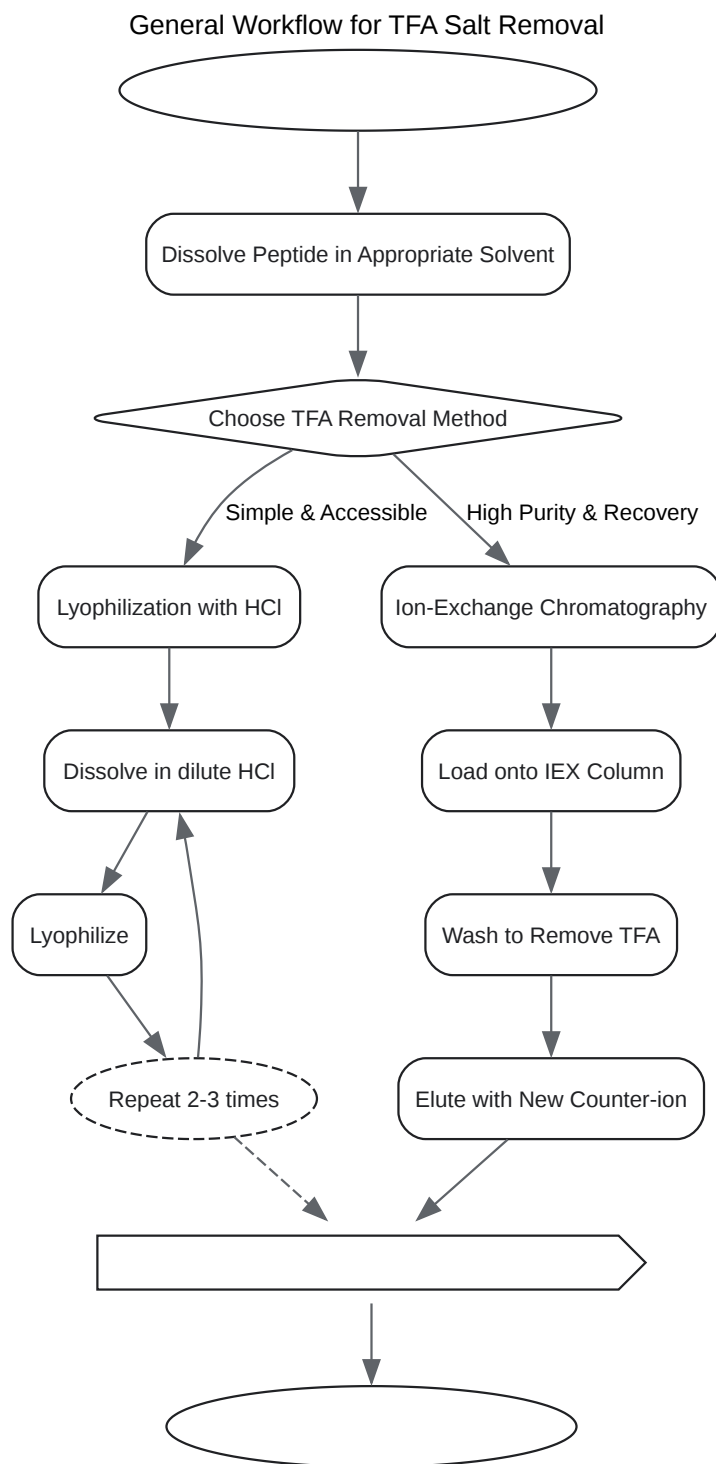 General Workflow for TFA Salt Removal
Dissolve Peptide in Appropriate Solvent
Choose TFA Removal Method
Simple & Accessible
High Purity & Recovery
Lyophilization with HCl
Ion-Exchange Chromatography
Dissolve in dilute HCl
Load onto IEX Column
Lyophilize
Wash to Remove TFA
Repeat 2-3 times
Elute with New Counter-ion